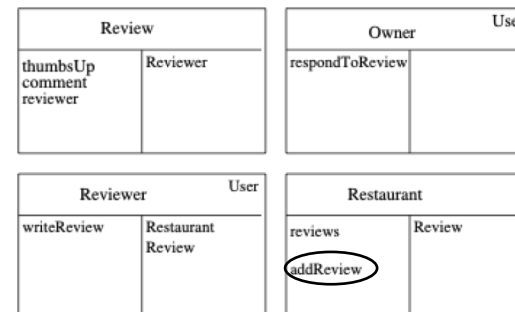 Review
thumbsUp
comment
reviewer
Reviewer
Owner
respondToReview
Reviewer
User
writeReview
Restaurant
Review
Restaurant
reviews
addReview
Review